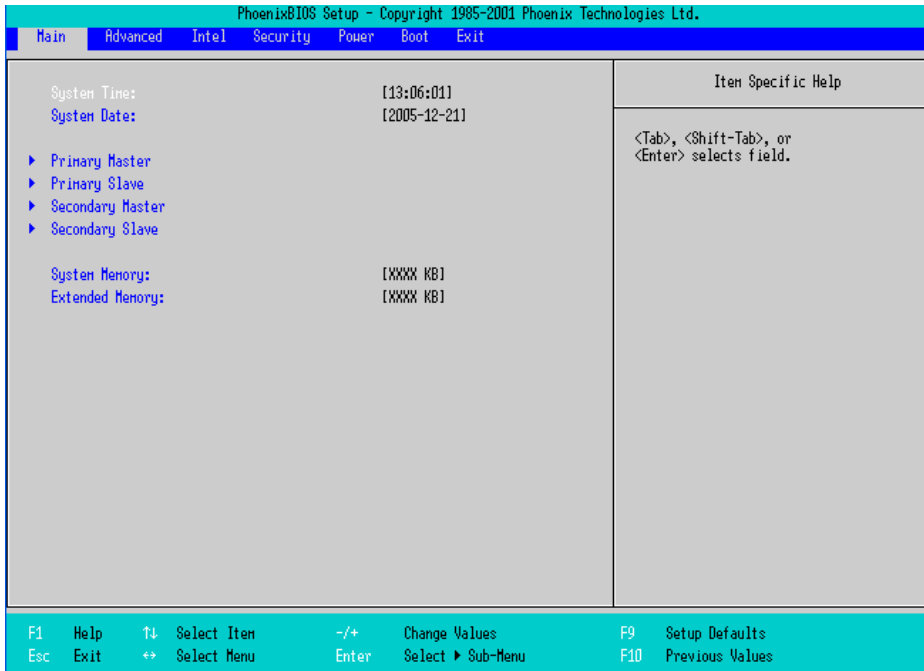 PhoenixBIOS Setup - Copyright 1985-2001 Phoenix Technologies Ltd.
Main Advanced Intel Security Power Boot Exit
System Time: [13:06:01]
System Date: [2005-12-21]
Primary Master
Primary Slave
Secondary Master
Secondary Slave
System Memory: [XXXX KB]
Extended Memory: [XXXX KB]
Item Specific Help
<Tab>, <Shift-Tab>, or
<Enter> selects field.
F1 Help ↑↓ Select Item -/+ Change Values F9 Setup Defaults
Esc Exit ↔ Select Menu Enter Select ▶ Sub-Menu F10 Previous Values